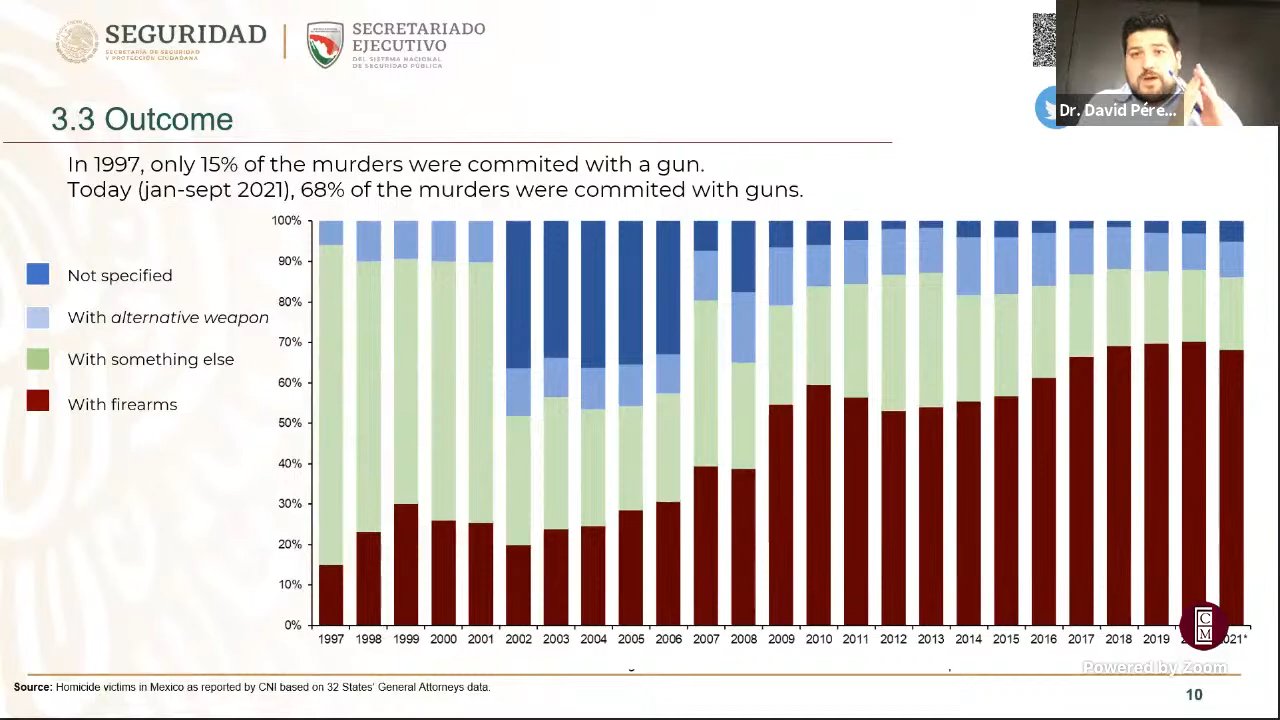 SEGURIDAD
SECRETARÍA DE SEGURIDAD
Y PROTECCIÓN CIUDADANA
SECRETARIADO
EJECUTIVO
DEL SISTEMA NACIONAL
DE SEGURIDAD PÚBLICA
Dr. David Pére...
3.3 Outcome
In 1997, only 15% of the murders were commited with a gun.
Today (jan-sept 2021), 68% of the murders were commited with guns.
Not specified
With alternative weapon
With something else
With firearms
100%
90%
80%
70%
60%
50%
40%
30%
20%
10%
0%
1997 1998 1999 2000 2001 2002 2003 2004 2005 2006 2007 2008 2009 2010 2011 2012 2013 2014 2015 2016 2017 2018 2019 021*
C
M
Powered by Zoom
Source: Homicide victims in Mexico as reported by CNI based on 32 States' General Attorneys data.
10